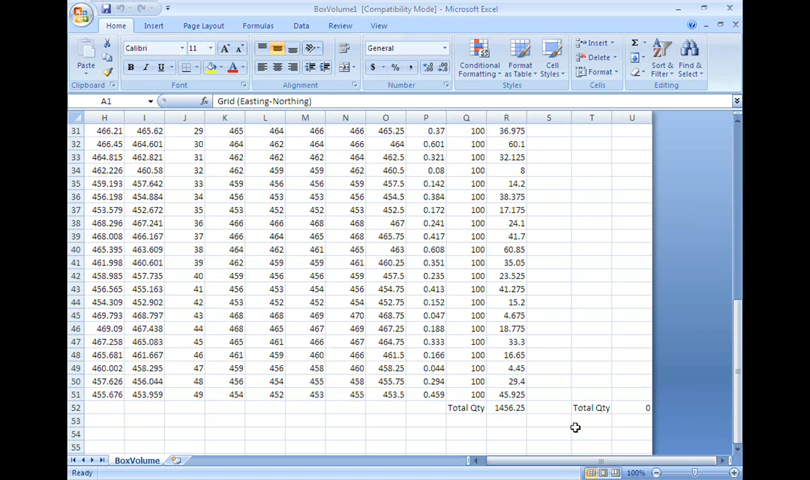 BoxVolume1 [Compatibility Mode] - Microsoft Excel
Home Insert Page Layout Formulas Data Review View
Calibri 11 General Insert
Paste Delete
B I U $ % , Conditional Formatting Format as Table Cell Styles Format Sort & Filter Find & Select
Clipboard Font Alignment Number Styles Cells Editing
A1 fx Grid (Easting-Northing)
H I J K L M N O P Q R S T U
31 466.21 465.62 29 465 464 466 466 465.25 0.37 100 36.975
32 466.45 464.601 30 464 462 464 466 464 0.601 100 60.1
33 464.815 462.821 31 462 462 462 464 462.5 0.321 100 32.125
34 462.226 460.58 32 462 459 459 462 460.5 0.08 100 8
35 459.193 457.642 33 459 456 456 459 457.5 0.142 100 14.2
36 456.198 454.884 34 456 453 453 456 454.5 0.384 100 38.375
37 453.579 452.672 35 453 452 452 453 452.5 0.172 100 17.175
38 468.296 467.241 36 466 466 468 468 467 0.241 100 24.1
39 468.008 466.167 37 466 464 465 468 465.75 0.417 100 41.7
40 465.395 463.609 38 464 462 461 465 463 0.608 100 60.85
41 461.998 460.601 39 462 459 459 461 460.25 0.351 100 35.05
42 458.985 457.735 40 459 456 456 459 457.5 0.235 100 23.525
43 456.565 455.163 41 456 453 454 456 454.75 0.413 100 41.275
44 454.309 452.902 42 453 452 452 454 452.75 0.152 100 15.2
45 469.793 468.797 43 468 468 469 470 468.75 0.047 100 4.675
46 469.09 467.438 44 468 465 467 469 467.25 0.188 100 18.775
47 467.258 465.083 45 465 461 466 467 464.75 0.333 100 33.3
48 465.681 461.667 46 461 459 460 466 461.5 0.166 100 16.65
49 460.002 458.295 47 459 456 458 460 458.25 0.044 100 4.45
50 457.626 456.044 48 456 454 455 458 455.75 0.294 100 29.4
51 455.676 453.959 49 454 452 453 455 453.5 0.459 100 45.925
52 Total Qty 1456.25 Total Qty 0
53
54
55
BoxVolume
Ready 100%